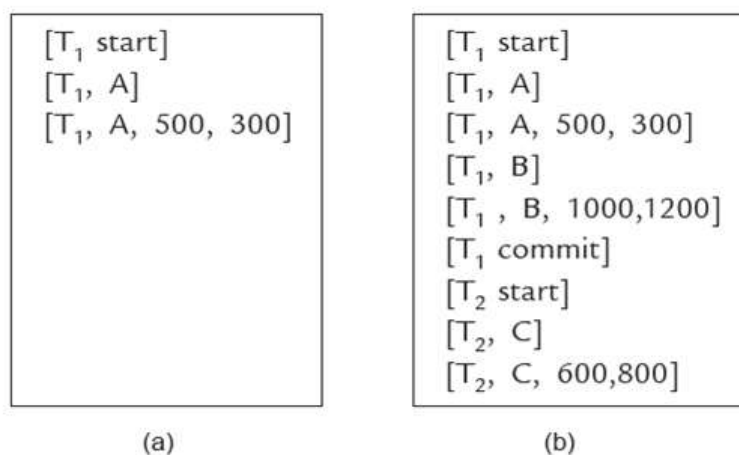 [T₁ start]
[T₁, A]
[T₁, A, 500, 300]
(a)
[T₁ start]
[T₁, A]
[T₁, A, 500, 300]
[T₁, B]
[T₁ , B, 1000,1200]
[T₁ commit]
[T₂ start]
[T₂, C]
[T₂, C, 600,800]
(b)